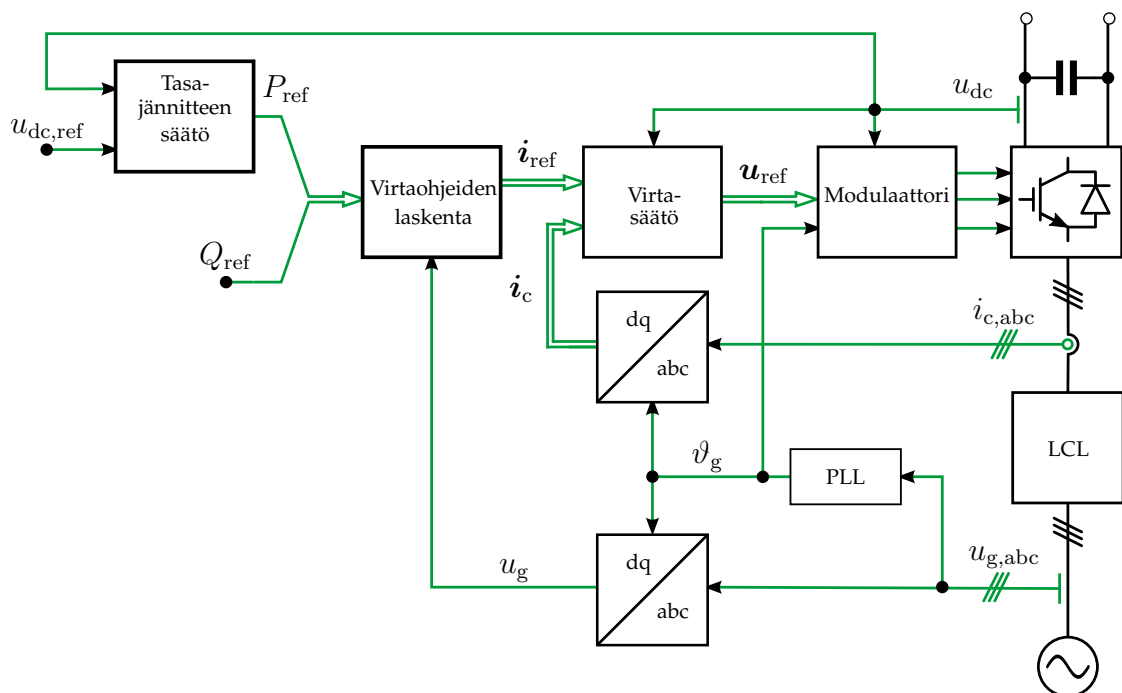 Tasa-
jännitteen
säätö
P_ref
u_dc,ref
Q_ref
Virtaohjeiden
laskenta
i_ref
i_c
Virta-
säätö
u_ref
Modulaattori
u_dc
dq
abc
i_c,abc
LCL
ϑ_g
PLL
dq
abc
u_g
u_g,abc